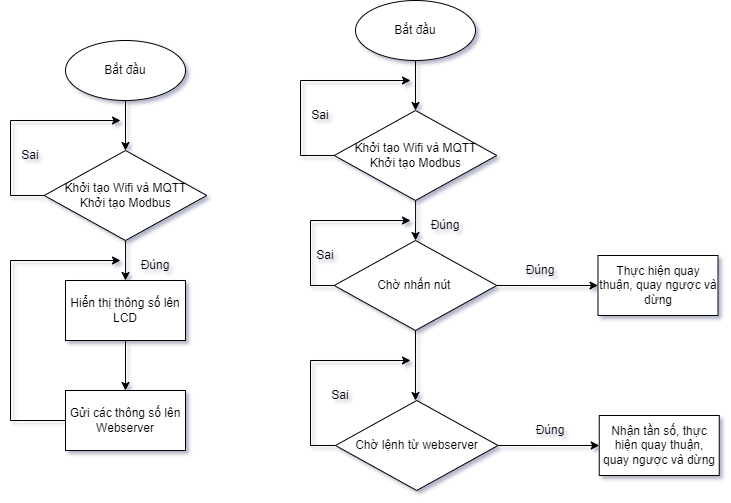 Bắt đầu
Sai
Khởi tạo Wifi và MQTT
Khởi tạo Modbus
Đúng
Hiển thị thông số lên
LCD
Gửi các thông số lên
Webserver
Bắt đầu
Sai
Khởi tạo Wifi và MQTT
Khởi tạo Modbus
Đúng
Sai
Chờ nhấn nút
Đúng
Thực hiện quay
thuận, quay ngược và
dừng
Sai
Chờ lệnh từ webserver
Đúng
Nhận tần số, thực
hiện quay thuận,
quay ngược và dừng